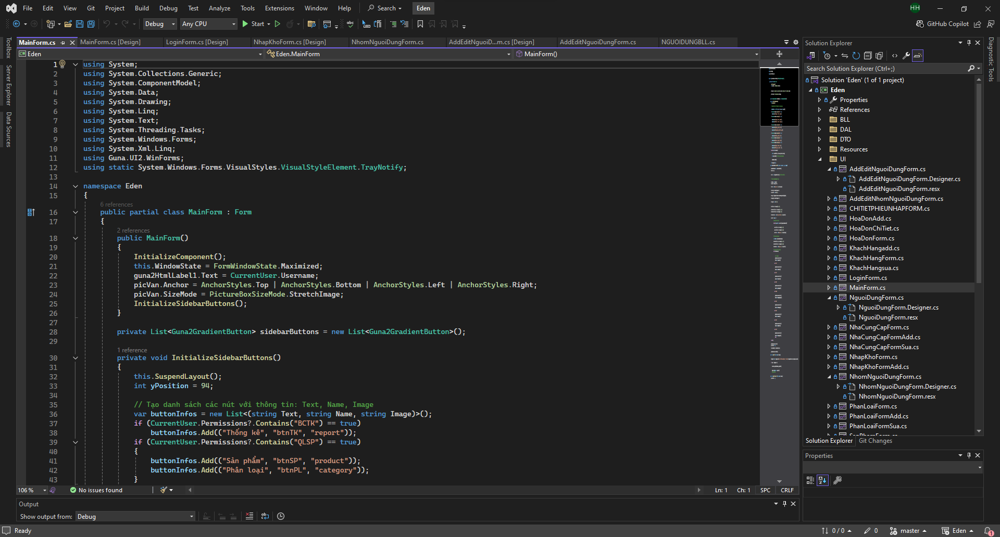 File Edit View Git Project Build Debug Test Analyze Tools Extensions Window Help Search Eden HH
Debug Any CPU Start GitHub Copilot
Toolbox
Server Explorer
Data Sources
MainForm.cs MainForm.cs [Design] LoginForm.cs [Design] NhapKhoForm.cs [Design] NhomNguoiDungForm.cs AddEditNguoiD...m.cs [Design] AddEditNguoiDungForm.cs NGUOIDUNGBLL.cs
Eden Eden.MainForm MainForm()
1 using System;
2 using System.Collections.Generic;
3 using System.ComponentModel;
4 using System.Data;
5 using System.Drawing;
6 using System.Linq;
7 using System.Text;
8 using System.Threading.Tasks;
9 using System.Windows.Forms;
10 using System.Xml.Linq;
11 using Guna.UI2.WinForms;
12 using static System.Windows.Forms.VisualStyles.VisualStyleElement.TrayNotify;
13
14 namespace Eden
15 {
6 references
16 public partial class MainForm : Form
17 {
2 references
18 public MainForm()
19 {
20 InitializeComponent();
21 this.WindowState = FormWindowState.Maximized;
22 guna2HtmlLabel1.Text = CurrentUser.Username;
23 picVan.Anchor = AnchorStyles.Top | AnchorStyles.Bottom | AnchorStyles.Left | AnchorStyles.Right;
24 picVan.SizeMode = PictureBoxSizeMode.StretchImage;
25 InitializeSidebarButtons();
26 }
27
28 private List<Guna2GradientButton> sidebarButtons = new List<Guna2GradientButton>();
29
1 reference
30 private void InitializeSidebarButtons()
31 {
32 this.SuspendLayout();
33 int yPosition = 94;
34
35 // Tạo danh sách các nút với thông tin: Text, Name, Image
36 var buttonInfos = new List<(string Text, string Name, string Image)>();
37 if (CurrentUser.Permissions?.Contains("BCTK") == true)
38 buttonInfos.Add(("Thống kê", "btnTK", "report"));
39 if (CurrentUser.Permissions?.Contains("QLSP") == true)
40 {
41 buttonInfos.Add(("Sản phẩm", "btnSP", "product"));
42 buttonInfos.Add(("Phân loại", "btnPL", "category"));
43 }
106 % No issues found Ln: 1 Ch: 1 SPC CRLF
Output
Show output from: Debug
Solution Explorer
Search Solution Explorer (Ctrl+;)
Solution 'Eden' (1 of 1 project)
Eden
Properties
References
BLL
DAL
DTO
Resources
UI
AddEditNguoiDungForm.cs
AddEditNguoiDungForm.Designer.cs
AddEditNguoiDungForm.resx
AddEditNhomNguoiDungForm.cs
CHITIETPHIEUNHAPFORM.cs
HoaDonAdd.cs
HoaDonChiTiet.cs
HoaDonForm.cs
KhachHangadd.cs
KhachHangForm.cs
KhachHangsua.cs
LoginForm.cs
MainForm.cs
NguoiDungForm.cs
NguoiDungForm.Designer.cs
NguoiDungForm.resx
NhaCungCapForm.cs
NhaCungCapFormAdd.cs
NhaCungCapFormSua.cs
NhapKhoForm.cs
NhapKhoFormAdd.cs
NhomNguoiDungForm.cs
NhomNguoiDungForm.Designer.cs
NhomNguoiDungForm.resx
PhanLoaiForm.cs
PhanLoaiFormAdd.cs
PhanLoaiFormSua.cs
Solution Explorer Git Changes
Properties
Diagnostic Tools
Ready 0 / 0 0 master Eden 1